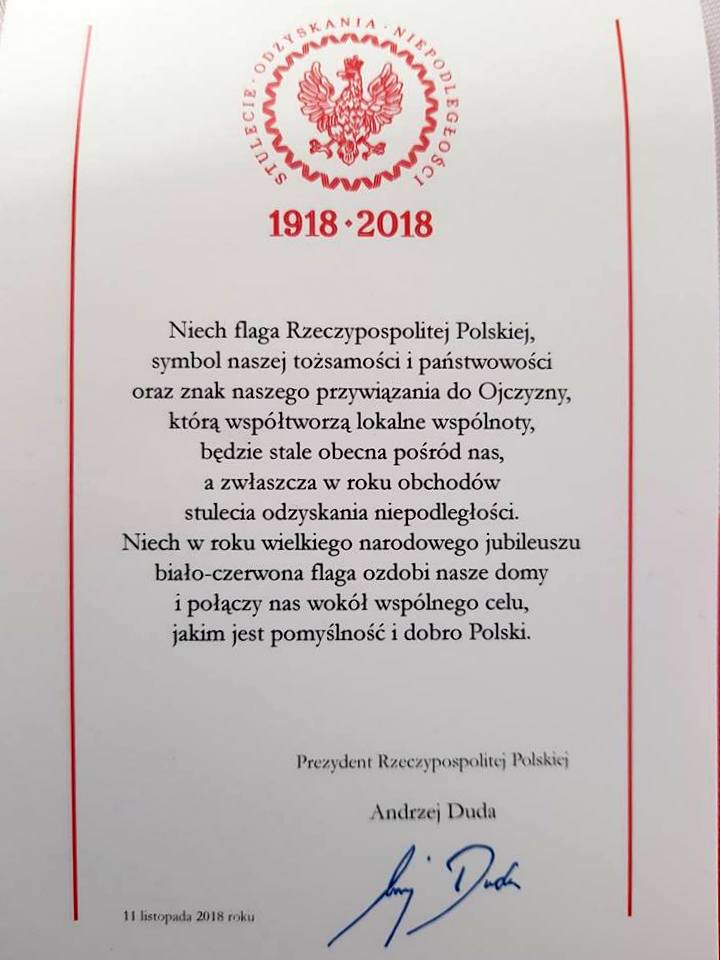 STULECIE · ODZYSKANIA · NIEPODLEGŁOŚCI
1918 · 2018
Niech flaga Rzeczypospolitej Polskiej,
symbol naszej tożsamości i państwowości
oraz znak naszego przywiązania do Ojczyzny,
którą współtworzą lokalne wspólnoty,
będzie stale obecna pośród nas,
a zwłaszcza w roku obchodów
stulecia odzyskania niepodległości.
Niech w roku wielkiego narodowego jubileuszu
biało-czerwona flaga ozdobi nasze domy
i połączy nas wokół wspólnego celu,
jakim jest pomyślność i dobro Polski.
Prezydent Rzeczypospolitej Polskiej
Andrzej Duda
Duda
11 listopada 2018 roku